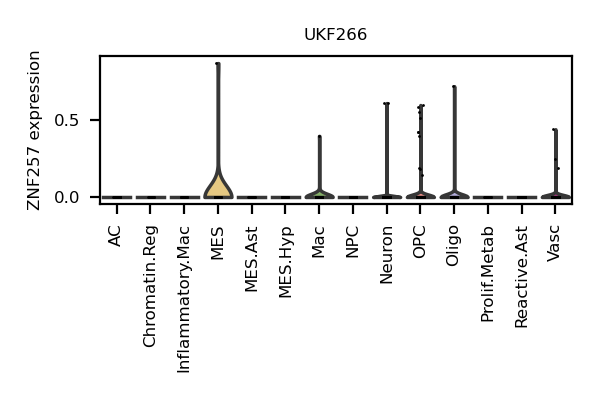 UKF266
ZNF257 expression
0.5
0.0
AC
Chromatin.Reg
Inflammatory.Mac
MES
MES.Ast
MES.Hyp
Mac
NPC
Neuron
OPC
Oligo
Prolif.Metab
Reactive.Ast
Vasc